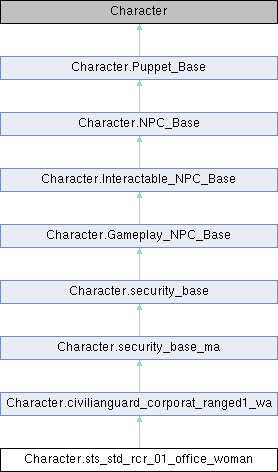 Character
Character.Puppet_Base
Character.NPC_Base
Character.Interactable_NPC_Base
Character.Gameplay_NPC_Base
Character.security_base
Character.security_base_ma
Character.civilianguard_corporat_ranged1_wa
Character.sts_std_rcr_01_office_woman